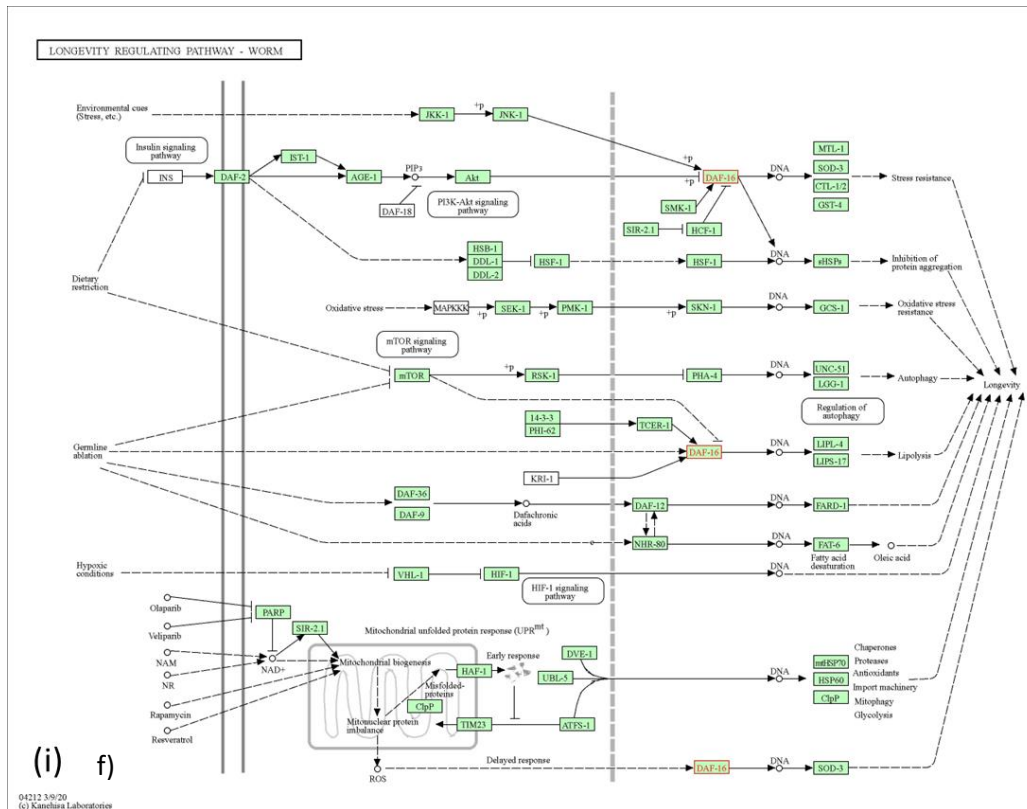 LONGEVITY REGULATING PATHWAY - WORM
Environmental cues
(Stress, etc.)
JKK-1
+p
JNK-1
Insulin signaling
pathway
INS
DAF-2
IST-1
AGE-1
PIP3
DAF-18
Akt
PI3K-Akt signaling
pathway
+p
+p
DAF-16
SMK-1
SIR-2.1
HCF-1
DNA
MTL-1
SOD-3
CTL-1/2
GST-4
Stress resistance
Dietary
restriction
HSB-1
DDL-1
DDL-2
HSF-1
HSF-1
DNA
sHSPs
Inhibition of
protein aggregation
Oxidative stress
MAPKKK
+p
SEK-1
+p
PMK-1
+p
SKN-1
DNA
GCS-1
Oxidative stress
resistance
mTOR signaling
pathway
mTOR
+p
RSK-1
PHA-4
DNA
UNC-51
LGG-1
Autophagy
Longevity
Regulation of
autophagy
Germline
ablation
14-3-3
PHI-62
TCER-1
DAF-16
KRI-1
DNA
LIPL-4
LIPS-17
Lipolysis
DAF-36
DAF-9
Dafachronic
acids
DAF-12
DNA
FARD-1
e
NHR-80
DNA
FAT-6
Fatty acid
desaturation
Oleic acid
Hypoxic
conditions
VHL-1
HIF-1
HIF-1 signaling
pathway
DNA
Olaparib
Veliparib
NAM
NR
Rapamycin
Resveratrol
PARP
SIR-2.1
NAD+
Mitochondrial unfolded protein response (UPRmt)
Mitochondrial biogenesis
HAF-1
Early response
Misfolded-
proteins
ClpP
Mitonuclear protein
imbalance
TIM23
UBL-5
DVE-1
ATFS-1
DNA
mtHSP70
HSP60
ClpP
Chaperones
Proteases
Antioxidants
Import machinery
Mitophagy
Glycolysis
ROS
Delayed response
DAF-16
DNA
SOD-3
(i) f)
04212 3/9/20
(c) Kanehisa Laboratories